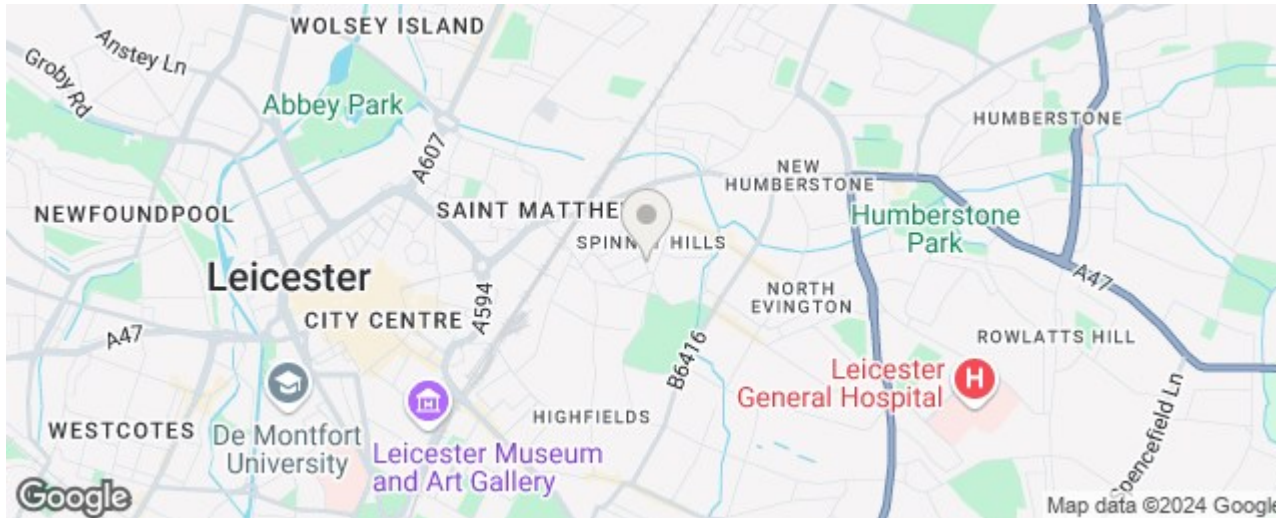 WOLSEY ISLAND
Anstey Ln
Groby Rd
Abbey Park
A607
HUMBERSTONE
NEW
HUMBERSTONE
NEWFOUNDPOOL
SAINT MATTHE
Humberstone
Park
SPINN Y HILLS
Leicester
A594
A47
NORTH
EVINGTON
CITY CENTRE
A47
ROWLATTS HILL
B6416
Leicester
General Hospital
H
HIGHFIELDS
Spencefield Ln
WESTCOTES
De Montfort
University
Leicester Museum
and Art Gallery
Google
Map data ©2024 Google